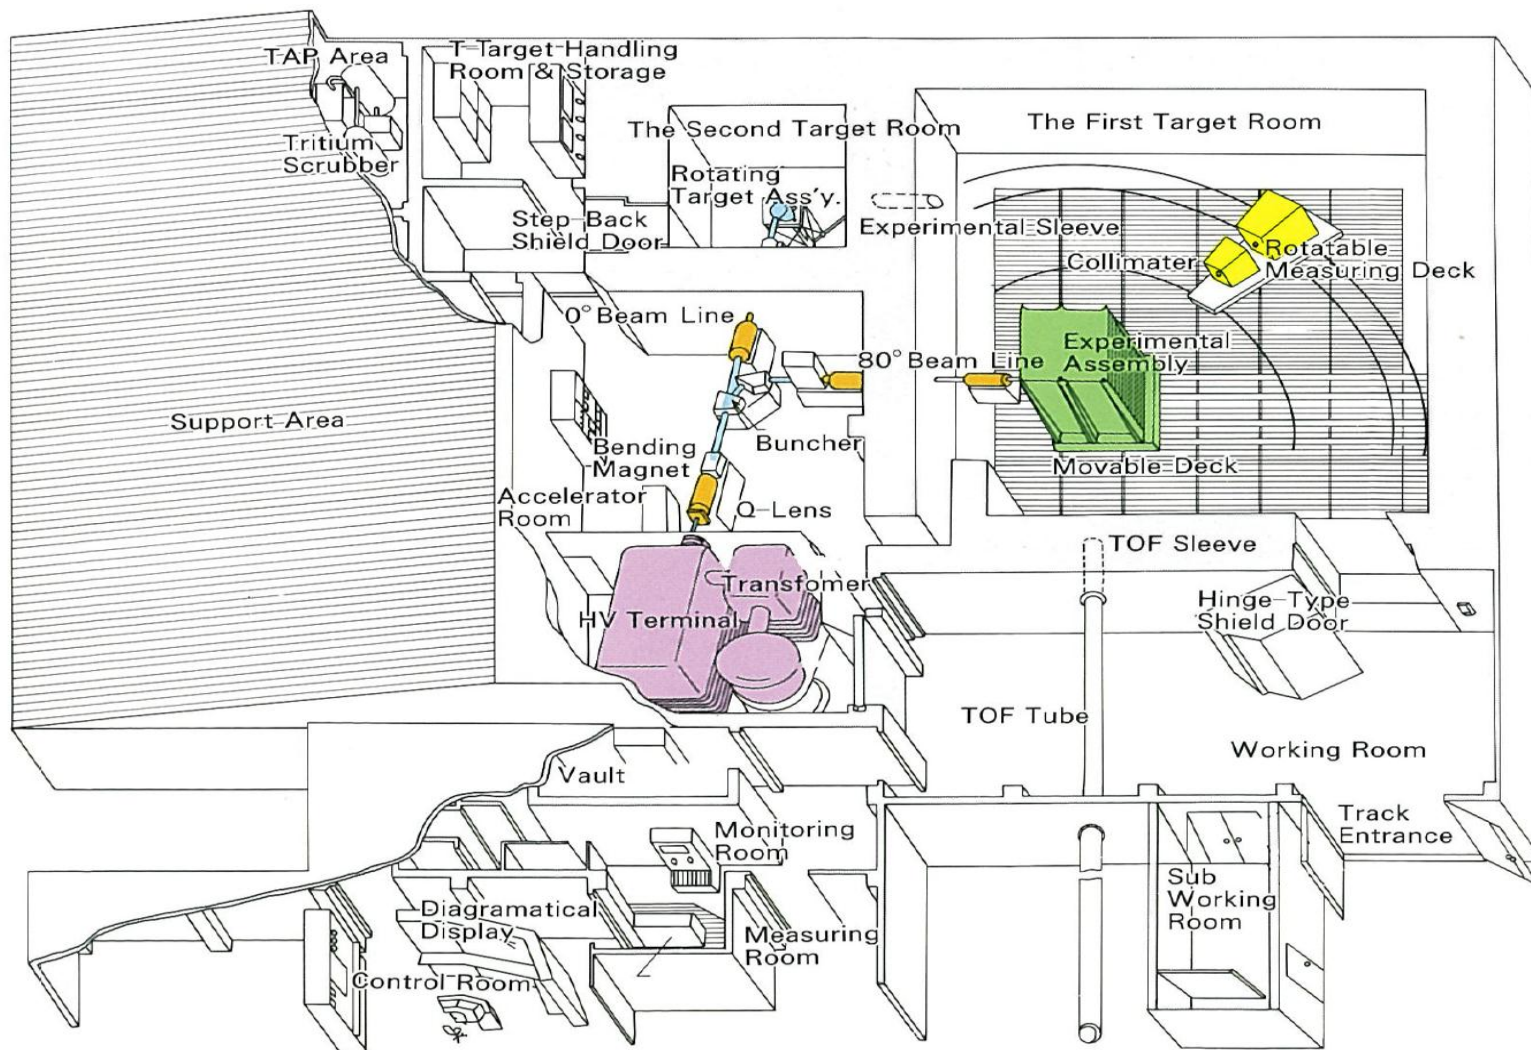 TAP Area
T-Target Handling
Room & Storage
Tritium
Scrubber
The Second Target Room
The First Target Room
Rotating
Target Ass'y.
Step-Back
Shield Door
Experimental Sleeve
Collimater
Rotatable
Measuring Deck
0° Beam Line
80° Beam Line
Experimental
Assembly
Support Area
Bending
Magnet
Buncher
Movable Deck
Accelerator
Room
Q-Lens
TOF Sleeve
Transfomer
HV Terminal
Hinge-Type
Shield Door
TOF Tube
Working Room
Vault
Monitoring
Room
Track
Entrance
Diagramatical
Display
Measuring
Room
Sub
Working
Room
Control Room